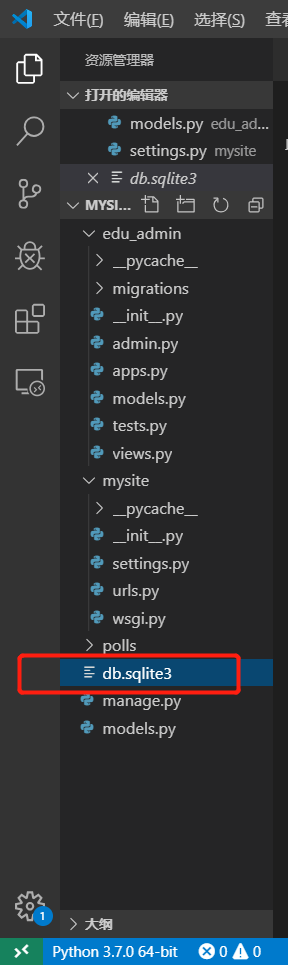 文件(F) 编辑(E) 选择(S) 查看
资源管理器
打开的编辑器
models.py edu_ad...
settings.py mysite
db.sqlite3
MYSI...
edu_admin
__pycache__
migrations
__init__.py
admin.py
apps.py
models.py
tests.py
views.py
mysite
__pycache__
__init__.py
settings.py
urls.py
wsgi.py
polls
db.sqlite3
manage.py
models.py
1
大纲
Python 3.7.0 64-bit 0 0